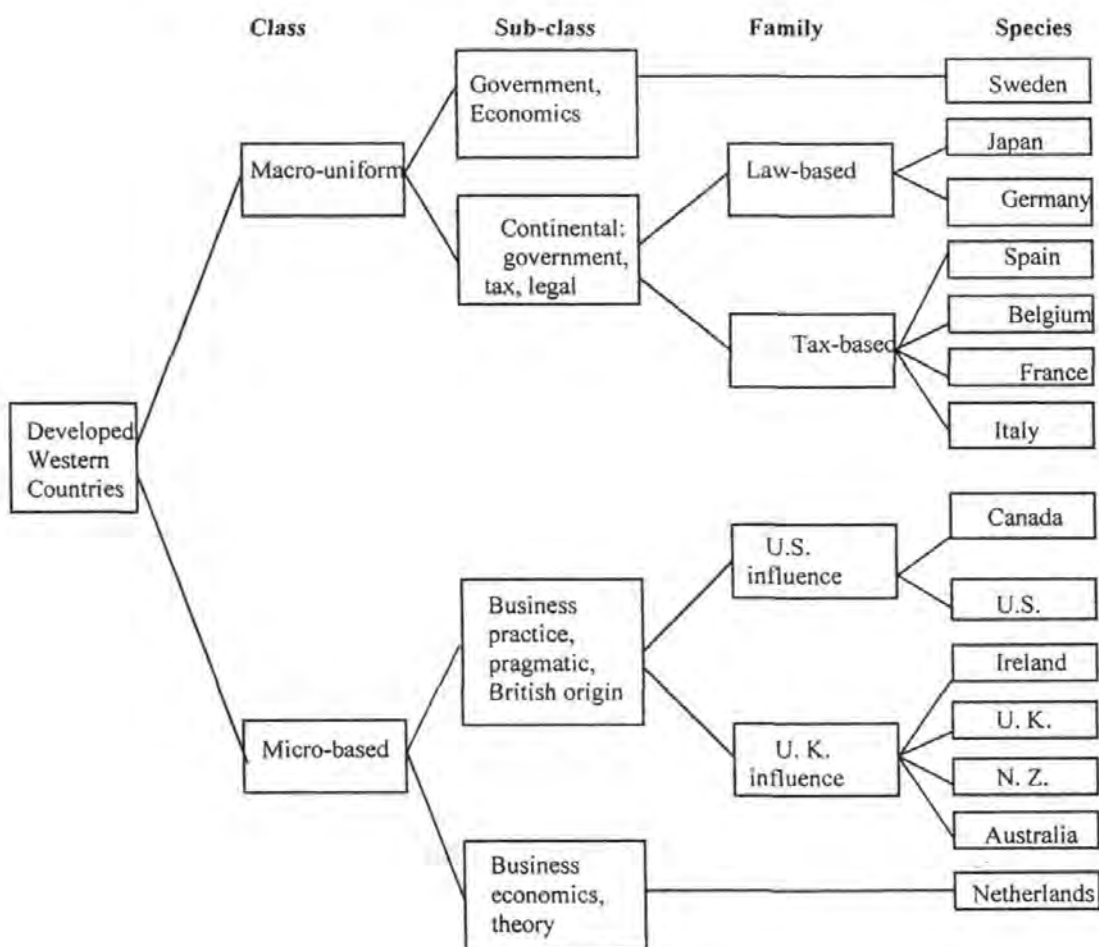 Class Sub-class Family Species
Government,
Economics
Sweden
Macro-uniform
Japan
Law-based
Germany
Continental:
government,
tax, legal
Spain
Belgium
Tax-based
France
Italy
Developed
Western
Countries
Canada
U.S.
influence
U.S.
Business
practice,
pragmatic,
British origin
Ireland
U. K.
Micro-based
U. K.
influence
N. Z.
Australia
Business
economics,
theory
Netherlands